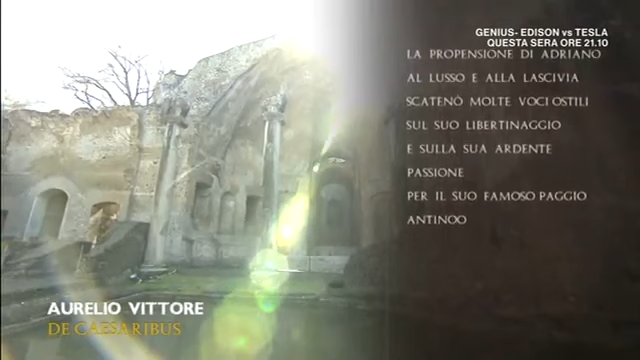 GENIUS- EDISON vs TESLA
QUESTA SERA ORE 21.10
LA PROPENSIONE DI ADRIANO
AL LUSSO E ALLA LASCIVIA
SCATENÒ MOLTE VOCI OSTILI
SUL SUO LIBERTINAGGIO
E SULLA SUA ARDENTE
PASSIONE
PER IL SUO FAMOSO PAGGIO
ANTINOO
AURELIO VITTORE
DE CAESARIBUS